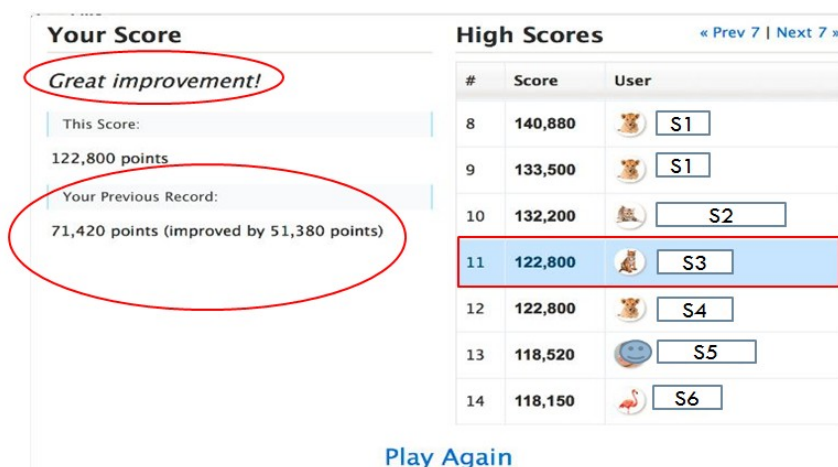 Your Score
Great improvement!
This Score:
122,800 points
Your Previous Record:
71,420 points (improved by 51,380 points)
High Scores « Prev 7 | Next 7 »
# Score User
8 140,880 S1
9 133,500 S1
10 132,200 S2
11 122,800 S3
12 122,800 S4
13 118,520 S5
14 118,150 S6
Play Again